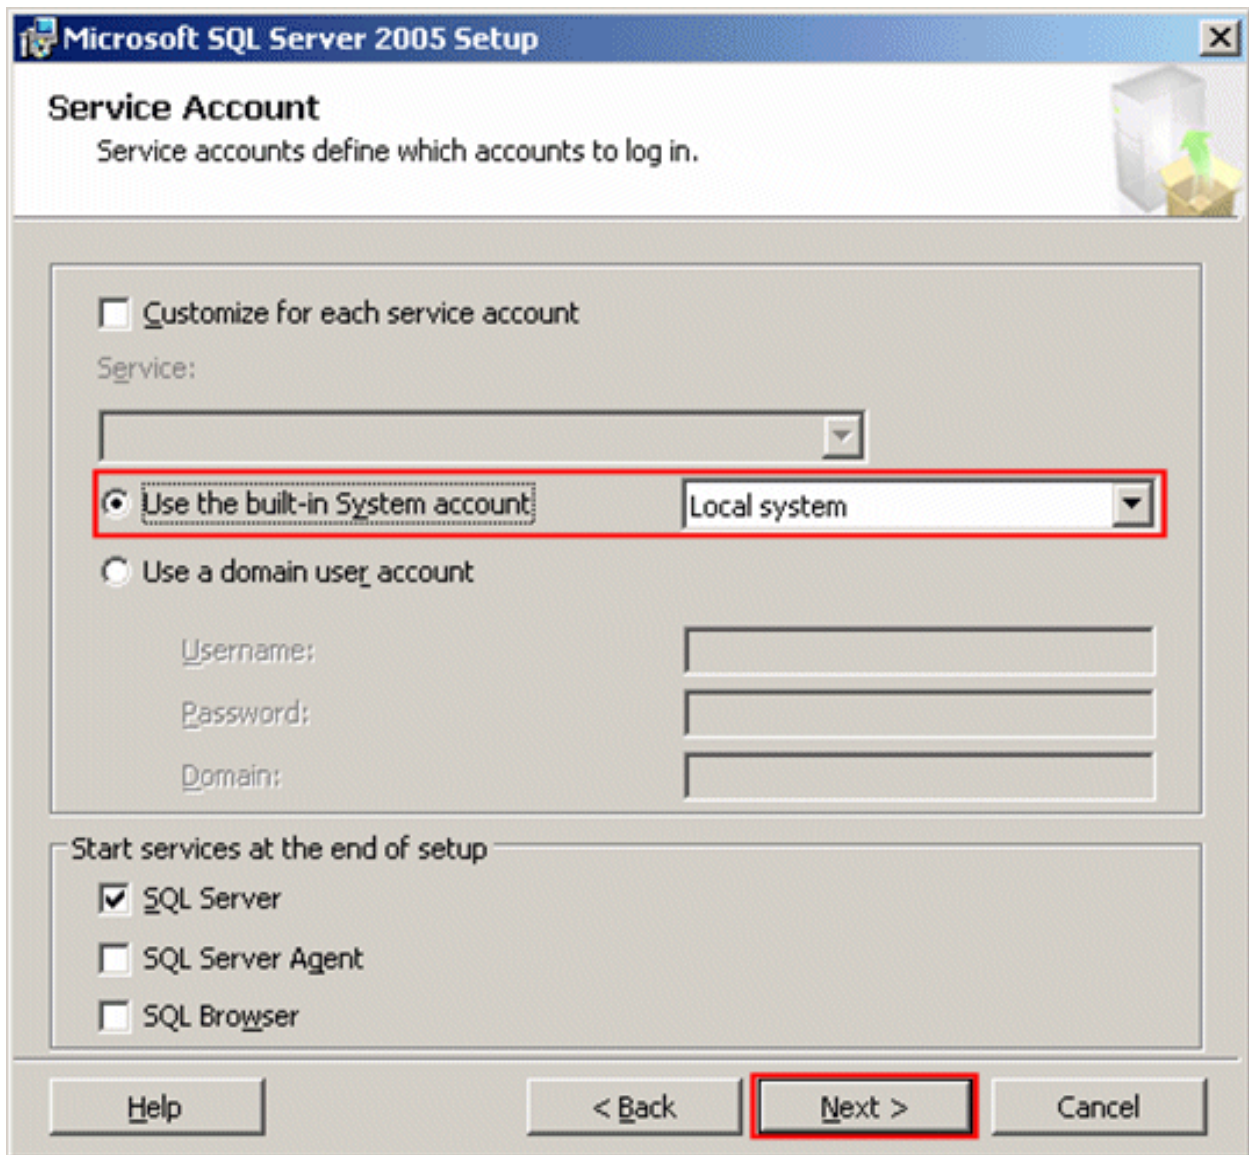 Microsoft SQL Server 2005 Setup
Service Account
Service accounts define which accounts to log in.
Customize for each service account
Service:
Use the built-in System account Local system
Use a domain user account
Username:
Password:
Domain:
Start services at the end of setup
SQL Server
SQL Server Agent
SQL Browser
Help < Back Next > Cancel